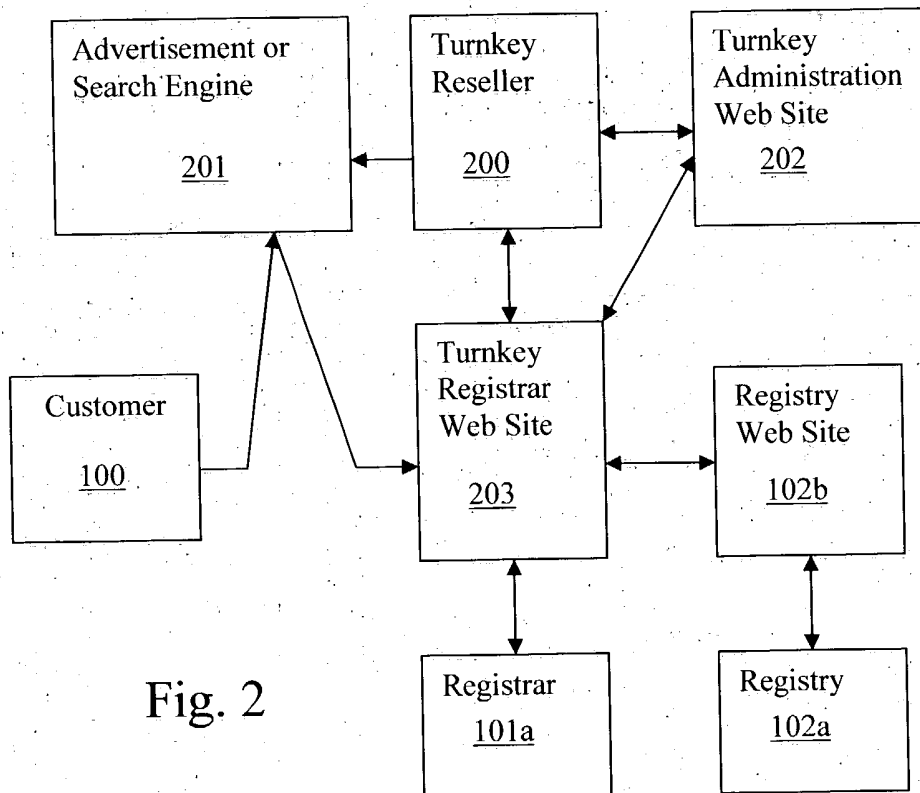 Advertisement or
Search Engine
201
Turnkey
Reseller
200
Turnkey
Administration
Web Site
202
Customer
100
Turnkey
Registrar
Web Site
203
Registry
Web Site
102b
Fig. 2
Registrar
101a
Registry
102a